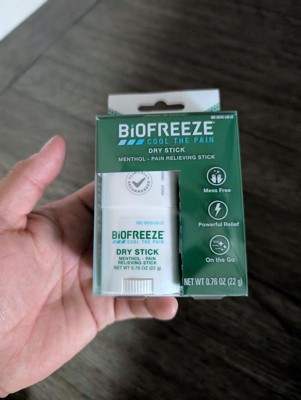 BIOFREEZE
COOL THE PAIN
DRY STICK
MENTHOL - PAIN RELIEVING STICK
Mess Free
Powerful Relief
On the Go
NET WT 0.76 OZ (22 g)
BIOFREEZE
COOL THE PAIN
DRY STICK
MENTHOL - PAIN
RELIEVING STICK
NET WT 0.76 OZ (22 g)